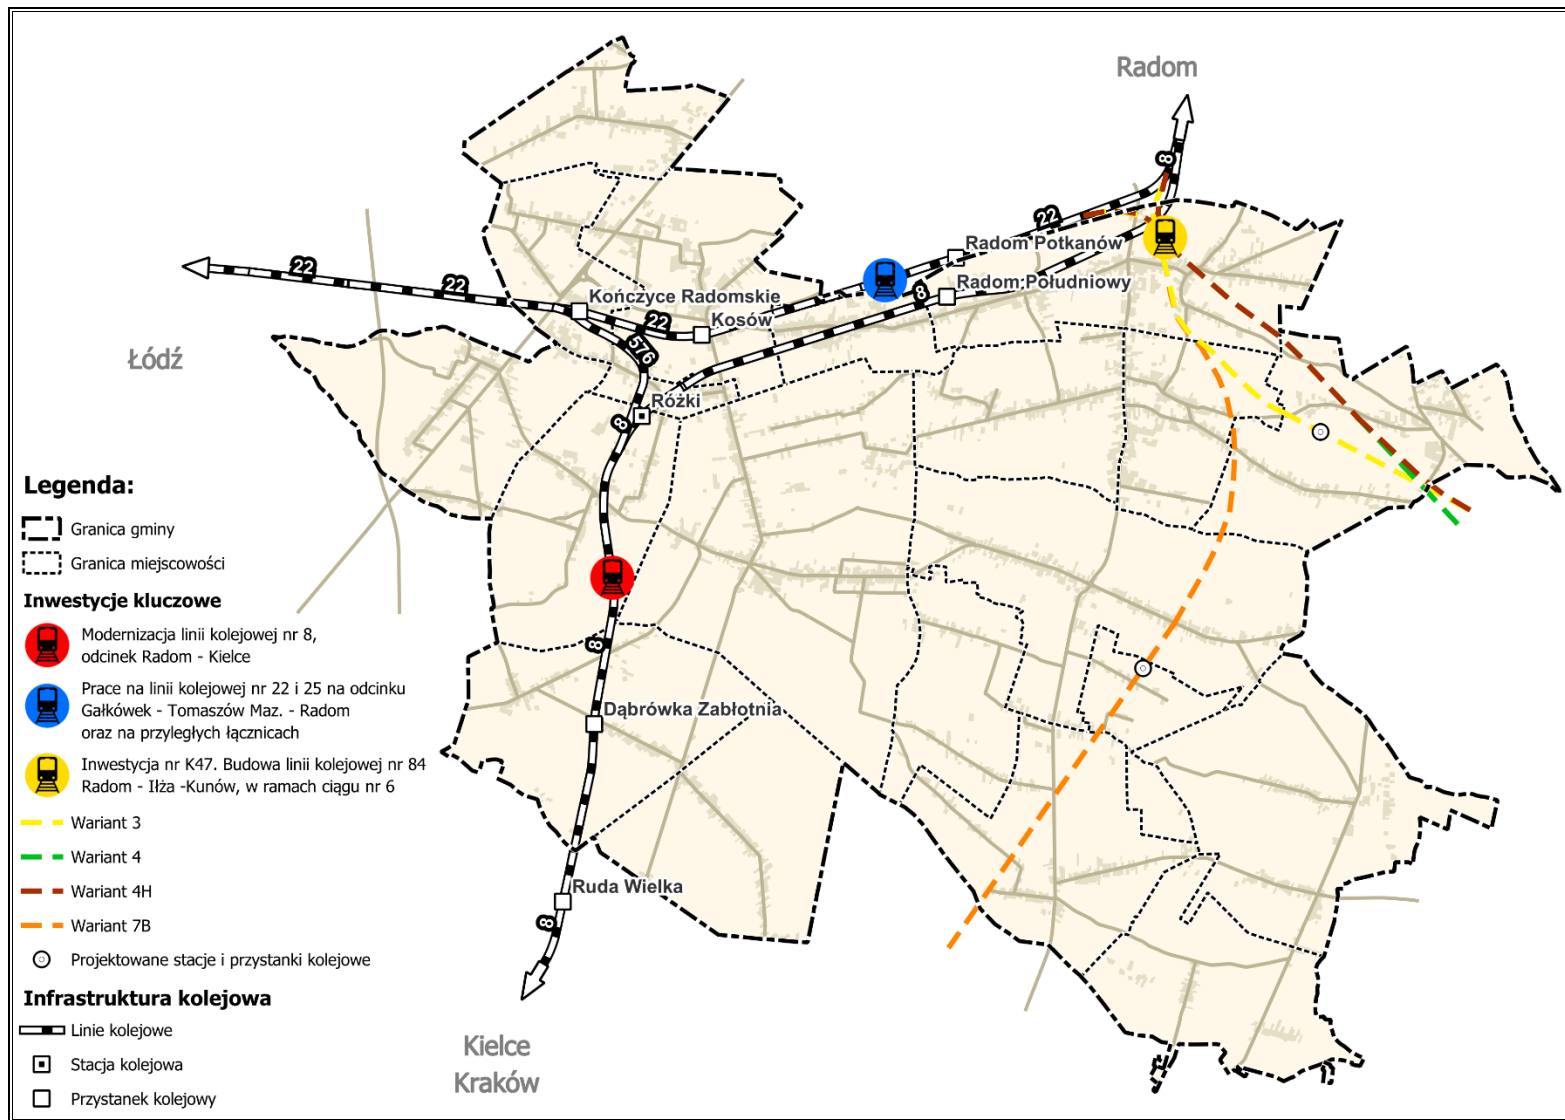 Radom
8
22
Radom Potkanów
22
22
Radom Południowy
8
Kończyce Radomskie
22
Kosów
576
Łódź
Różki
8
8
Dąbrówka Zabłotnia
Ruda Wielka
8
Kielce
Kraków
Legenda:
Granica gminy
Granica miejscowości
Inwestycje kluczowe
Modernizacja linii kolejowej nr 8,
odcinek Radom - Kielce
Prace na linii kolejowej nr 22 i 25 na odcinku
Gałkówek - Tomaszów Maz. - Radom
oraz na przyległych łącznicach
Inwestycja nr K47. Budowa linii kolejowej nr 84
Radom - Iłża -Kunów, w ramach ciągu nr 6
Wariant 3
Wariant 4
Wariant 4H
Wariant 7B
Projektowane stacje i przystanki kolejowe
Infrastruktura kolejowa
Linie kolejowe
Stacja kolejowa
Przystanek kolejowy